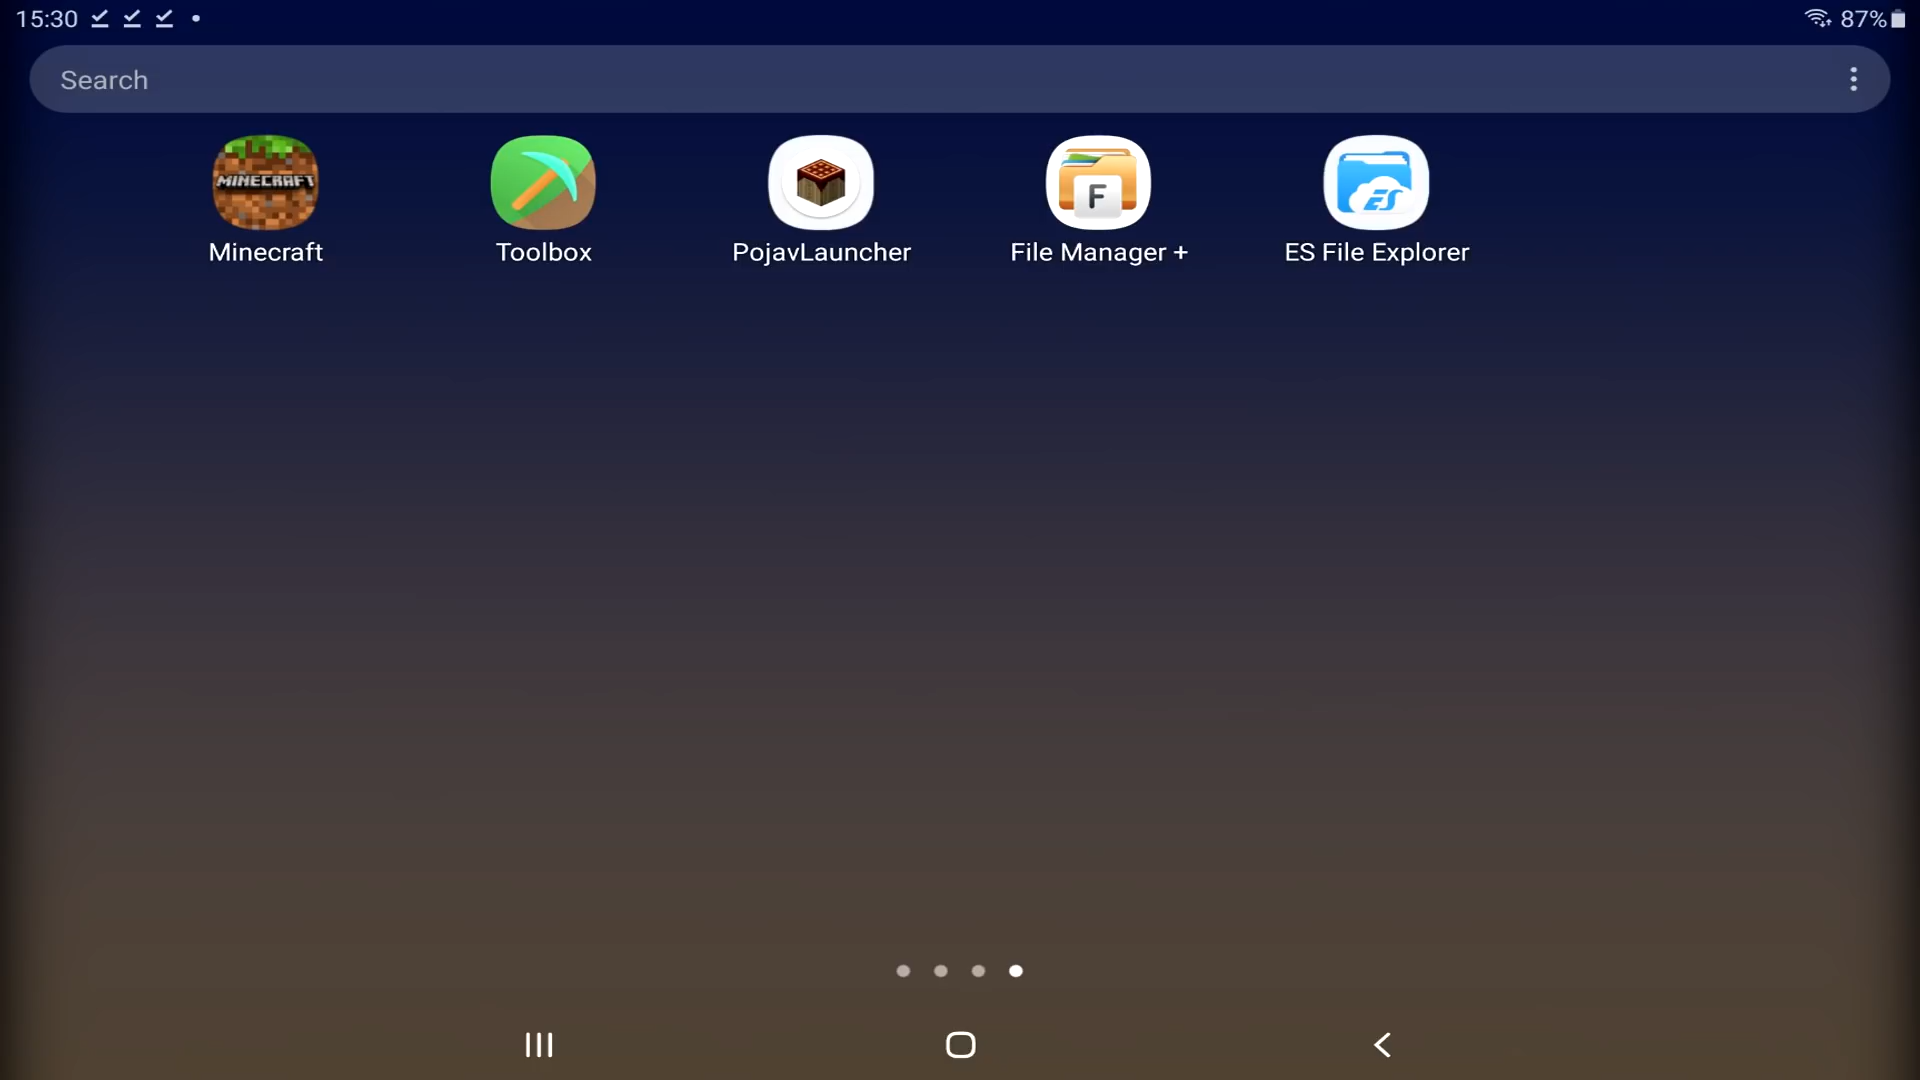 15:30
87%
Search
MINECRAFT
F
ES
Minecraft
Toolbox
PojavLauncher
File Manager +
ES File Explorer